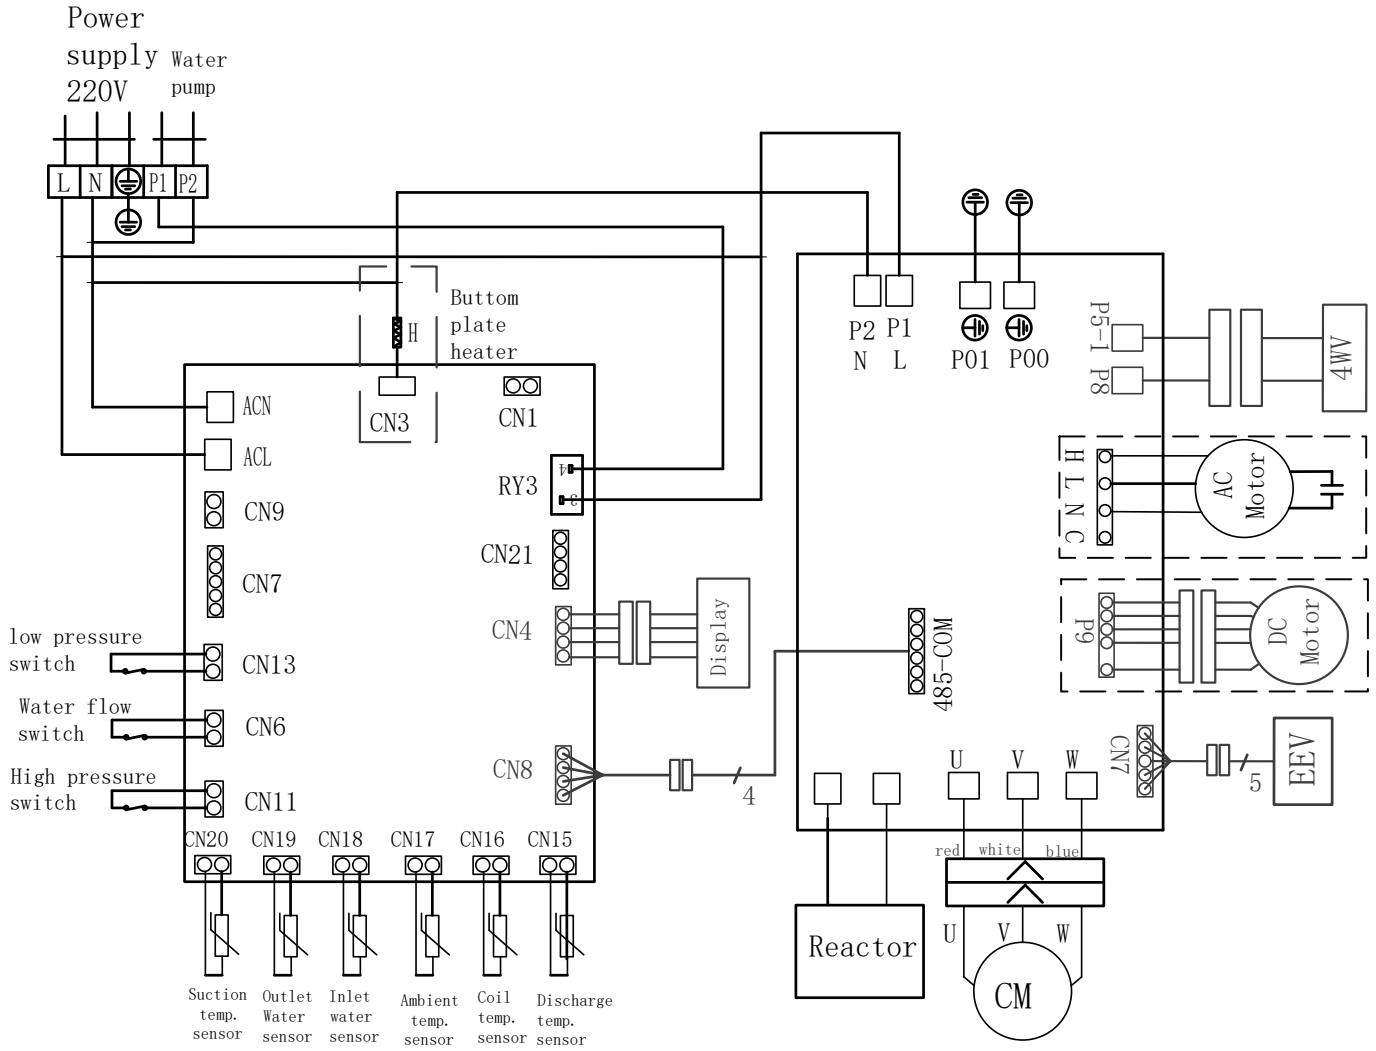 Power
supply
220V
Water
pump
L N P1 P2
Buttom
plate
heater
H
CN3
CN1
ACN
ACL
RY3
4
3
CN9
CN21
CN7
CN4
Display
low pressure
switch
CN13
Water flow
switch
CN6
CN8
4
High pressure
switch
CN11
CN20 CN19 CN18 CN17 CN16 CN15
Suction
temp.
sensor
Outlet
Water
sensor
Inlet
water
sensor
Ambient
temp.
sensor
Coil
temp.
sensor
Discharge
temp.
sensor
P2 P1
N L
P01 P00
P5-1
P8
4WV
H L N C
AC
Motor
P9
DC
Motor
485-COM
CN7
5
EEV
U V W
red white blue
Reactor
U V W
CM